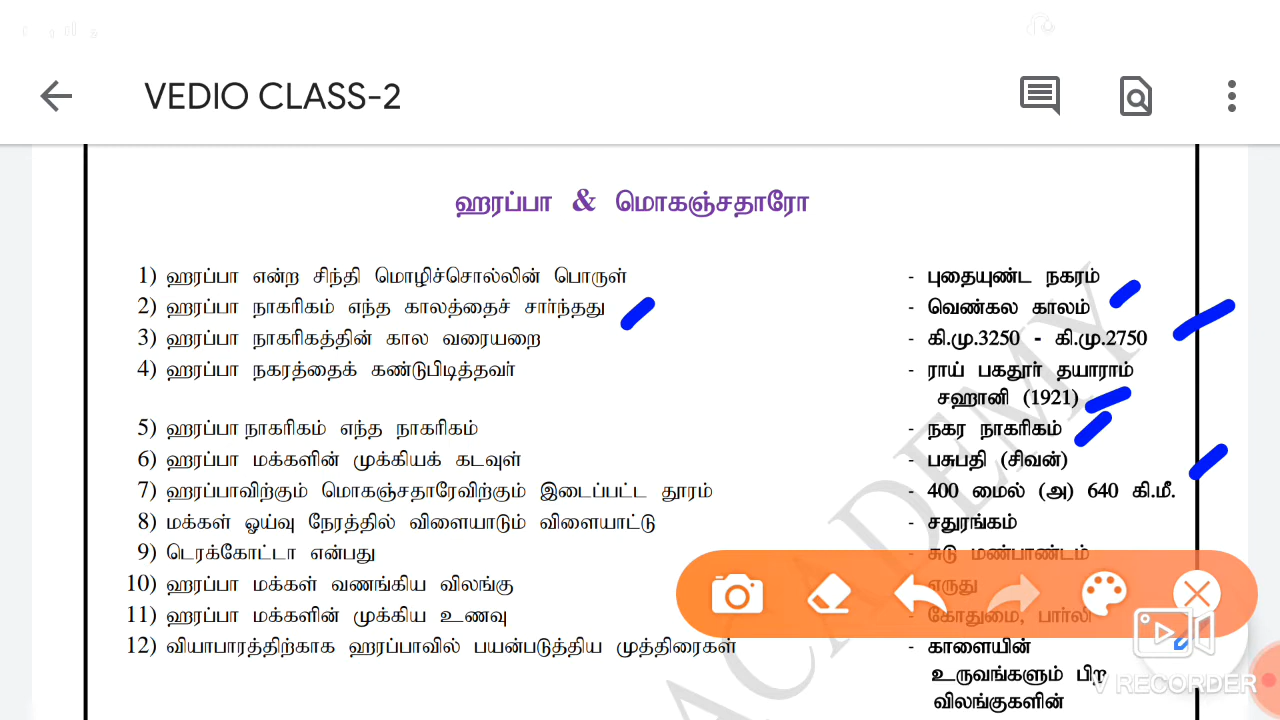 VEDIO CLASS-2
ஹரப்பா & மொகஞ்சதாரோ
1) ஹரப்பா என்ற சிந்தி மொழிச்சொல்லின் பொருள் - புதையுண்ட நகரம்
2) ஹரப்பா நாகரிகம் எந்த காலத்தைச் சார்ந்தது - வெண்கல காலம்
3) ஹரப்பா நாகரிகத்தின் கால வரையறை - கி.மு.3250 - கி.மு.2750
4) ஹரப்பா நகரத்தைக் கண்டுபிடித்தவர் - ராய் பகதூர் தயாராம்
சஹானி (1921)
5) ஹரப்பா நாகரிகம் எந்த நாகரிகம் - நகர நாகரிகம்
6) ஹரப்பா மக்களின் முக்கியக் கடவுள் - பசுபதி (சிவன்)
7) ஹரப்பாவிற்கும் மொகஞ்சதாரேவிற்கும் இடைப்பட்ட தூரம் - 400 மைல் (அ) 640 கி.மீ.
8) மக்கள் ஓய்வு நேரத்தில் விளையாடும் விளையாட்டு - சதுரங்கம்
9) டெரக்கோட்டா என்பது - சுடு மண்பாண்டம்
10) ஹரப்பா மக்கள் வணங்கிய விலங்கு - எருது
11) ஹரப்பா மக்களின் முக்கிய உணவு - கோதுமை, பார்லி
12) வியாபாரத்திற்காக ஹரப்பாவில் பயன்படுத்திய முத்திரைகள் - காளையின்
உருவங்களும் பிற
விலங்குகளின்
ACADEMY
V RECORDER